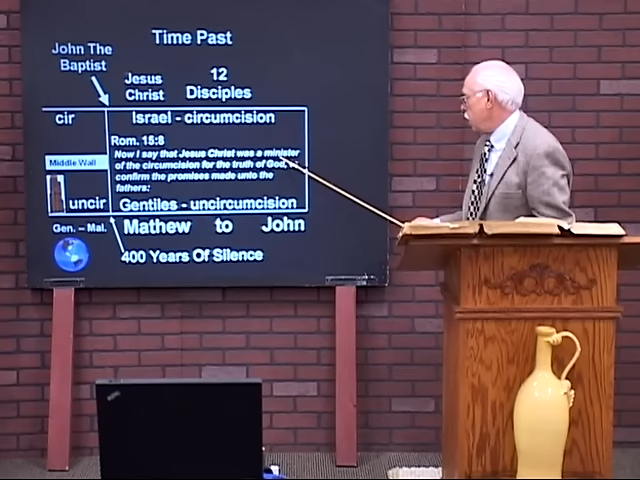 Time Past
John The
Baptist
Jesus
Christ
12
Disciples
cir
Israel - circumcision
Rom. 15:8
Now I say that Jesus Christ was a minister
of the circumcision for the truth of God,
confirm the promises made unto the
fathers:
Middle Wall
uncir
Gentiles - uncircumcision
Gen. – Mal.
Mathew to John
400 Years Of Silence